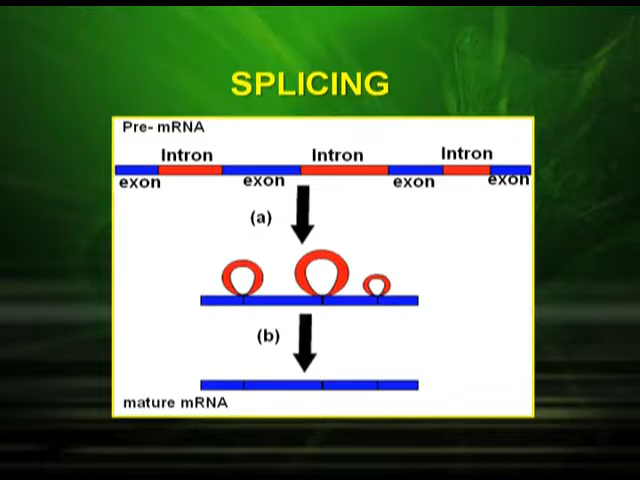 SPLICING
Pre- mRNA
Intron Intron Intron
exon exon exon exon
(a)
(b)
mature mRNA